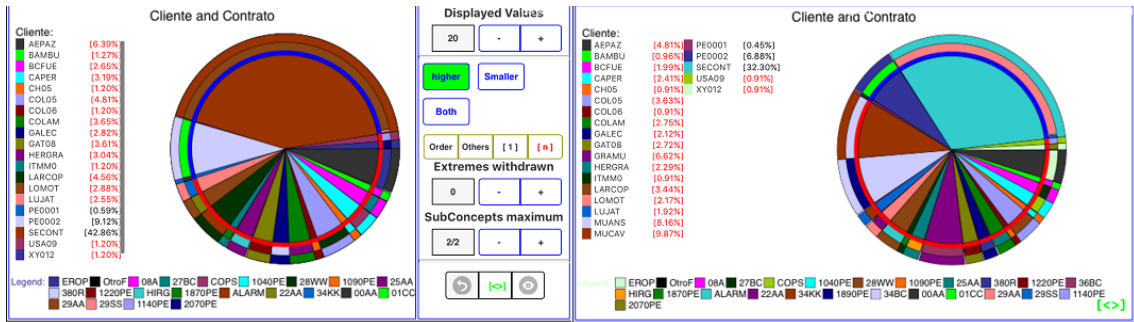 Cliente and Contrato
Cliente:
AEPAZ [6.39%]
BAMBU [1.27%]
BCFUE [2.65%]
CAPER [3.19%]
CH05 [1.20%]
COL05 [4.81%]
COL06 [1.20%]
COLAM [3.65%]
GALEC [2.82%]
GAT08 [3.61%]
HERGRA [3.04%]
ITMM0 [1.20%]
LARCOP [4.56%]
LOMOT [2.88%]
LUJAT [2.55%]
PE0001 [0.59%]
PE0002 [9.12%]
SECONT [42.86%]
USA09 [1.20%]
XY012 [1.20%]
Legend: EROP OtroF 08A 27BC COPS 1040PE 28WW 1090PE 25AA
380R 1220PE HIRG 1870PE ALARM 22AA 34KK 00AA 01CC
29AA 29SS 1140PE 2070PE
Displayed Values
20 - +
higher Smaller
Both
Order Others [ 1 ] [ n ]
Extremes withdrawn
0 - +
SubConcepts maximum
2/2 - +
[<>]
Cliente and Contrato
Cliente:
AEPAZ [4.81%] PE0001 [0.45%]
BAMBU [0.96%] PE0002 [6.88%]
BCFUE [1.99%] SECONT [32.30%]
CAPER [2.41%] USA09 [0.91%]
CH05 [0.91%] XY012 [0.91%]
COL05 [3.63%]
COL06 [0.91%]
COLAM [2.75%]
GALEC [2.12%]
GAT08 [2.72%]
GRAMU [6.62%]
HERGRA [2.29%]
ITMM0 [0.91%]
LARCOP [3.44%]
LOMOT [2.17%]
LUJAT [1.92%]
MUANS [8.16%]
MUCAV [9.87%]
Legend: EROP OtroF 08A 27BC COPS 1040PE 28WW 1090PE 25AA 380R 1220PE 36BC
HIRG 1870PE ALARM 22AA 34KK 1890PE 34BC 00AA 01CC 29AA 29SS 1140PE
2070PE
[<>]